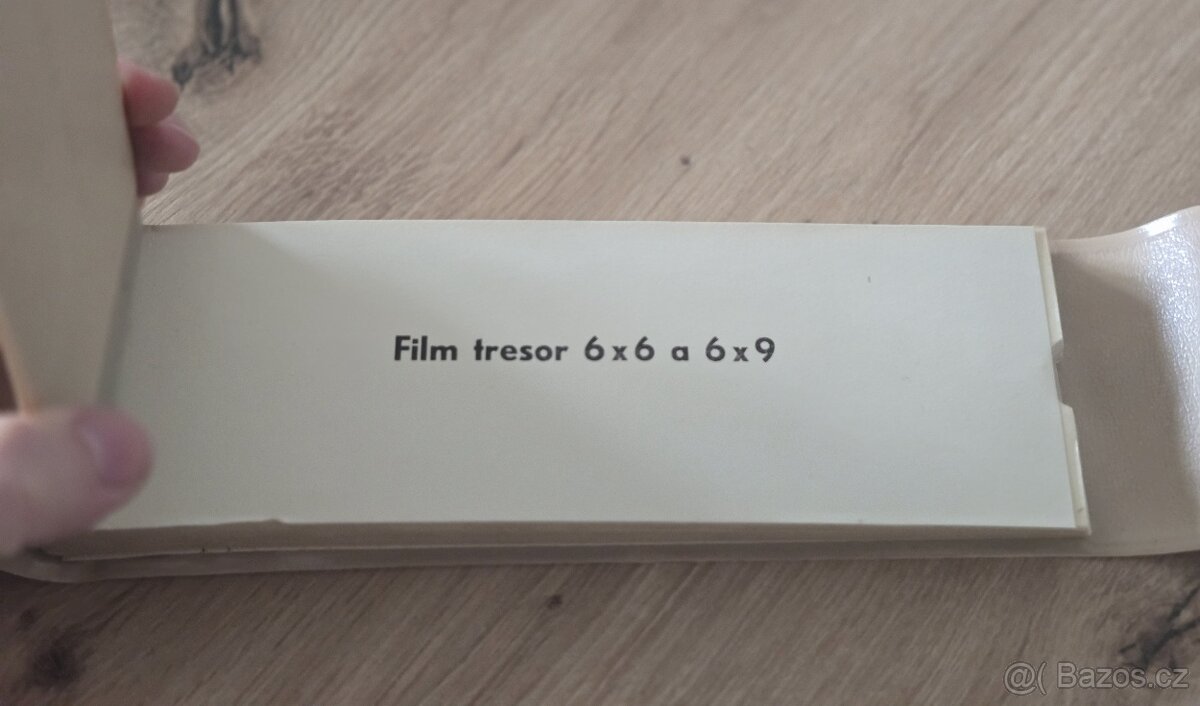 Film tresor 6x6 a 6x9
@( Bazos.cz